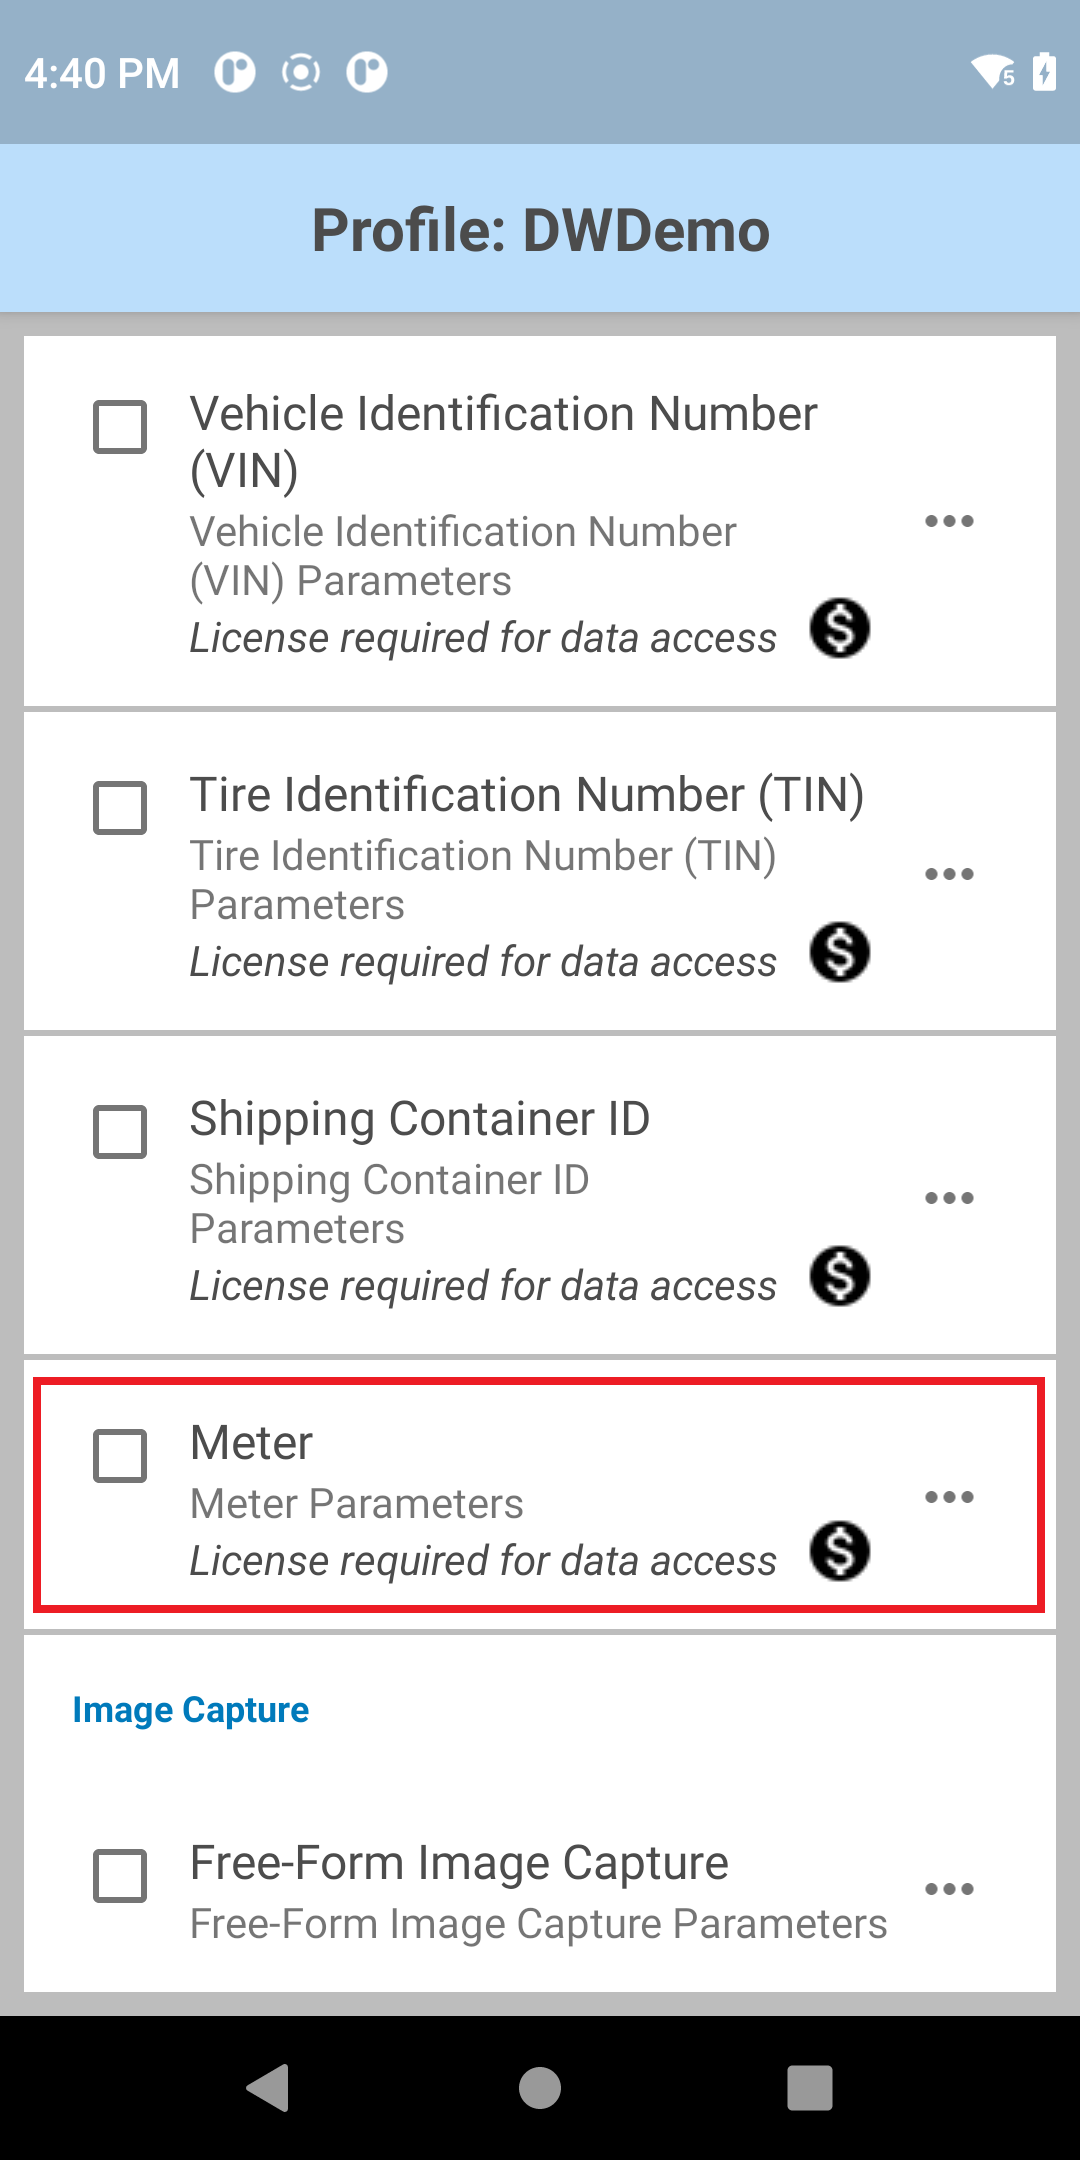 4:40 PM
5
Profile: DWDemo
Vehicle Identification Number
(VIN)
Vehicle Identification Number
(VIN) Parameters
License required for data access
Tire Identification Number (TIN)
Tire Identification Number (TIN)
Parameters
License required for data access
Shipping Container ID
Shipping Container ID
Parameters
License required for data access
Meter
Meter Parameters
License required for data access
Image Capture
Free-Form Image Capture
Free-Form Image Capture Parameters